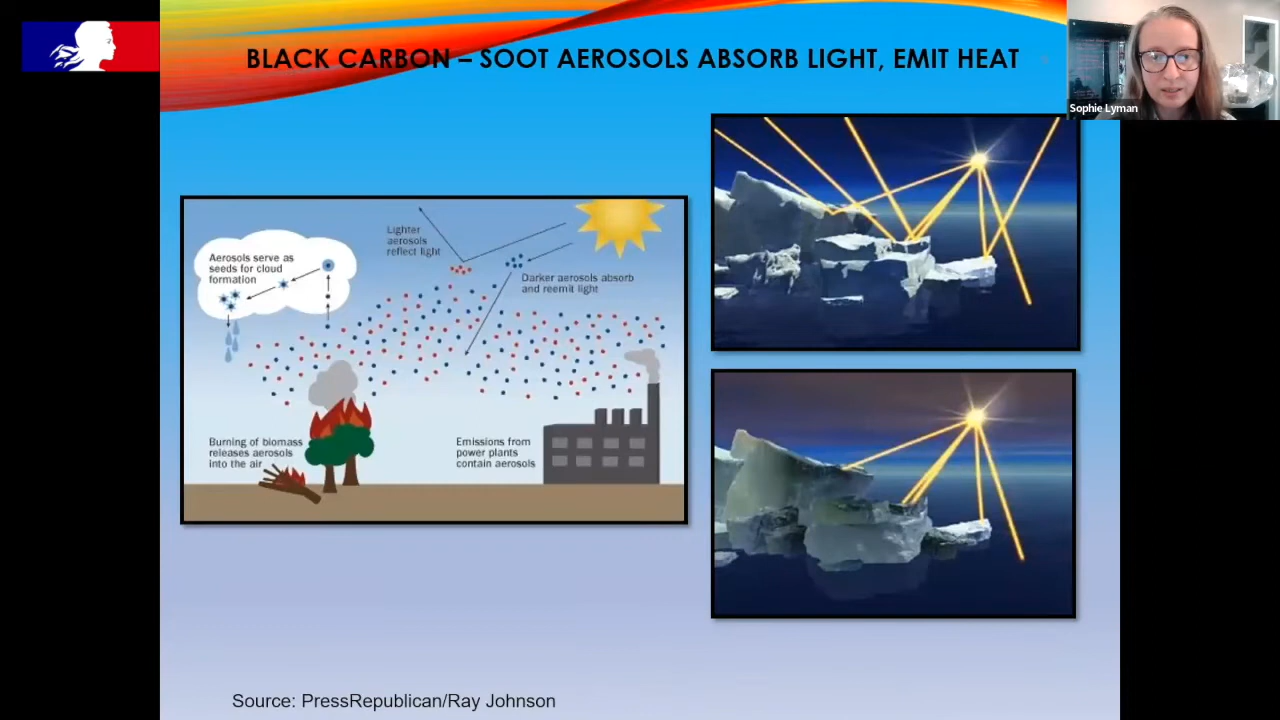 BLACK CARBON – SOOT AEROSOLS ABSORB LIGHT, EMIT HEAT
Sophie Lyman
Aerosols serve as
seeds for cloud
formation
Lighter
aerosols
reflect light
Darker aerosols absorb
and reemit light
Burning of biomass
releases aerosols
into the air
Emissions from
power plants
contain aerosols
Source: PressRepublican/Ray Johnson